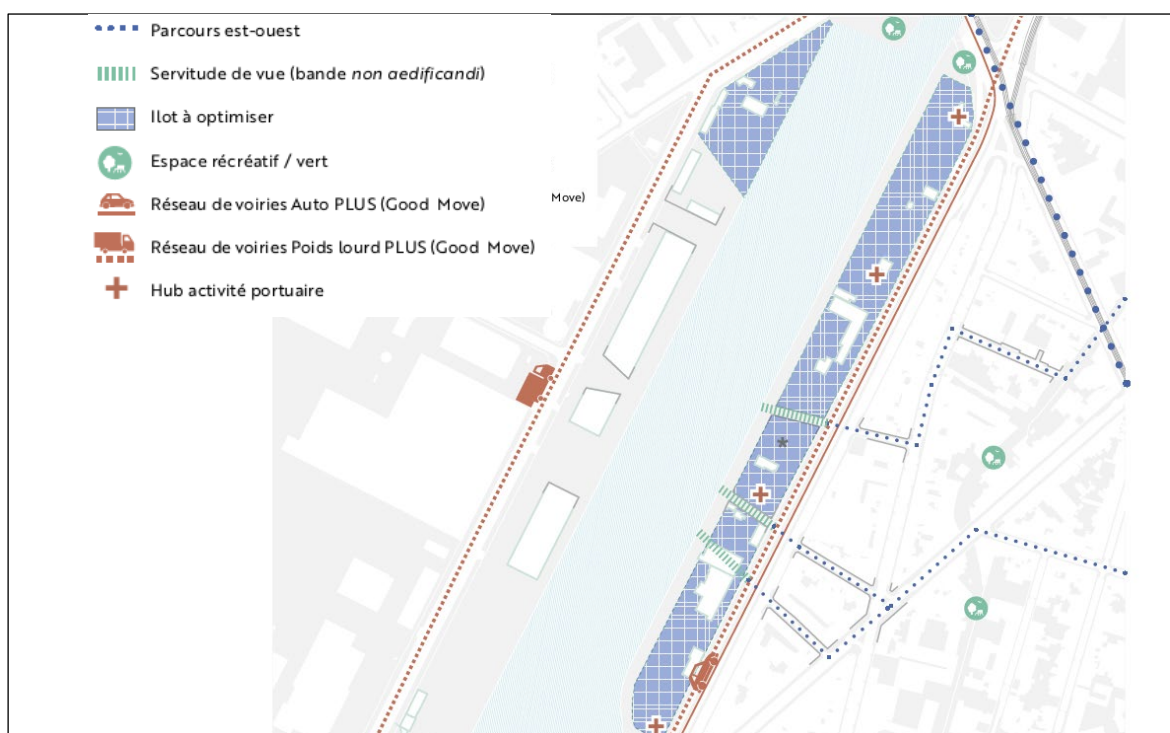 Parcours est-ouest
Servitude de vue (bande non aedificandi)
Ilot à optimiser
Espace récréatif / vert
Réseau de voiries Auto PLUS (Good Move)
Move)
Réseau de voiries Poids lourd PLUS (Good Move)
Hub activité portuaire
*